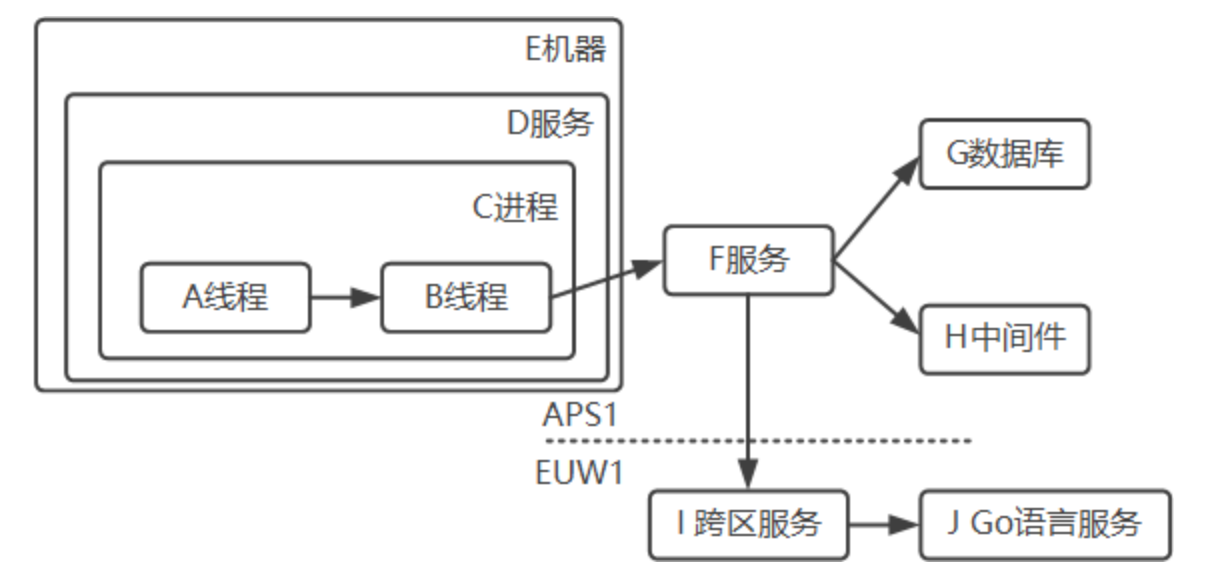 E机器
D服务
C进程
A线程
B线程
F服务
G数据库
H中间件
APS1
EUW1
I 跨区服务
J Go语言服务